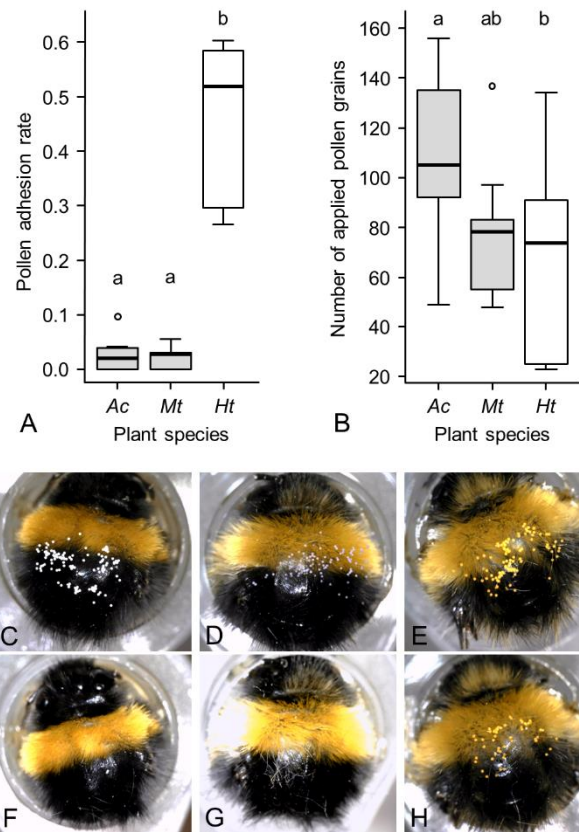 b
0.6
0.5
0.4
0.3
0.2
0.1
0.0
a a
Pollen adhesion rate
Ac Mt Ht
A
Plant species
a ab b
160
140
120
100
80
60
40
20
Number of applied pollen grains
Ac Mt Ht
B
Plant species
C D E
F G H